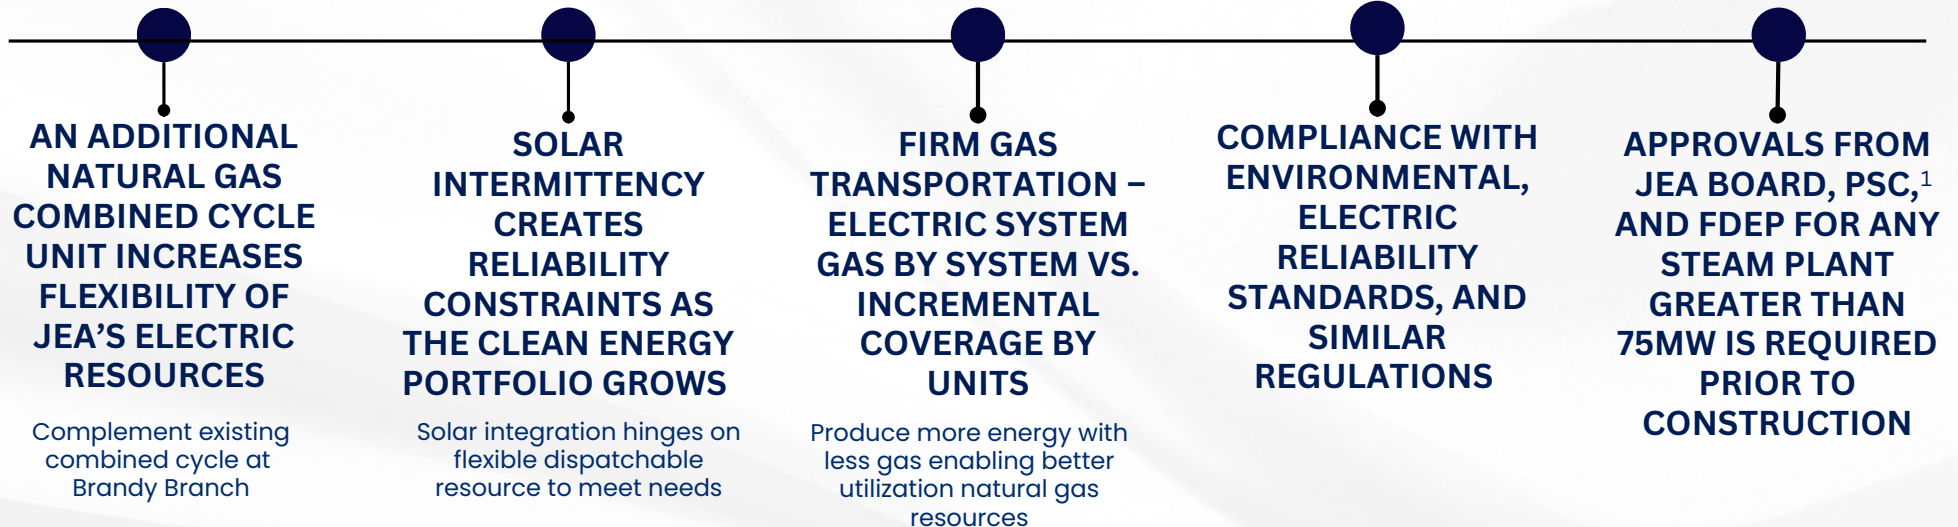 AN ADDITIONAL
NATURAL GAS
COMBINED CYCLE
UNIT INCREASES
FLEXIBILITY OF
JEA’S ELECTRIC
RESOURCES
Complement existing
combined cycle at
Brandy Branch
SOLAR
INTERMITTENCY
CREATES
RELIABILITY
CONSTRAINTS AS
THE CLEAN ENERGY
PORTFOLIO GROWS
Solar integration hinges on
flexible dispatchable
resource to meet needs
FIRM GAS
TRANSPORTATION –
ELECTRIC SYSTEM
GAS BY SYSTEM VS.
INCREMENTAL
COVERAGE BY
UNITS
Produce more energy with
less gas enabling better
utilization natural gas
resources
COMPLIANCE WITH
ENVIRONMENTAL,
ELECTRIC
RELIABILITY
STANDARDS, AND
SIMILAR
REGULATIONS
APPROVALS FROM
JEA BOARD, PSC,¹
AND FDEP FOR ANY
STEAM PLANT
GREATER THAN
75MW IS REQUIRED
PRIOR TO
CONSTRUCTION